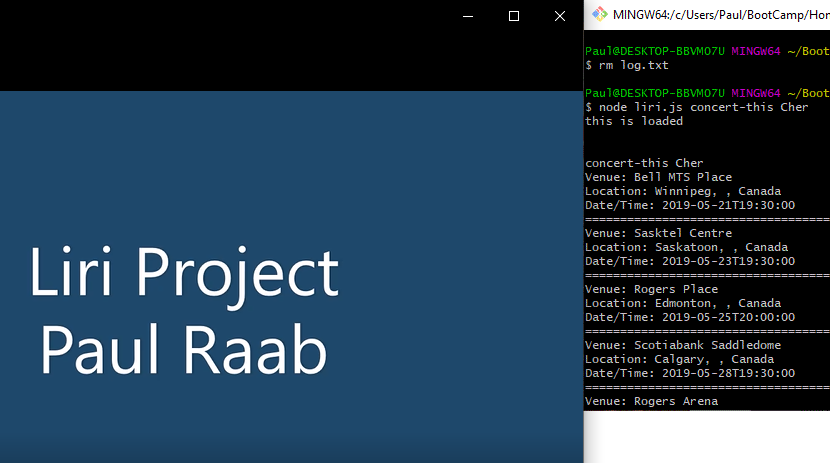 Liri Project
Paul Raab
MINGW64:/c/Users/Paul/BootCamp/Hor
Paul@DESKTOP-BBVMO7U MINGW64 ~/Boot
$ rm log.txt
Paul@DESKTOP-BBVMO7U MINGW64 ~/Boot
$ node liri.js concert-this Cher
this is loaded
concert-this Cher
Venue: Bell MTS Place
Location: Winnipeg, , Canada
Date/Time: 2019-05-21T19:30:00
===================================
Venue: Sasktel Centre
Location: Saskatoon, , Canada
Date/Time: 2019-05-23T19:30:00
===================================
Venue: Rogers Place
Location: Edmonton, , Canada
Date/Time: 2019-05-25T20:00:00
===================================
Venue: Scotiabank Saddledome
Location: Calgary, , Canada
Date/Time: 2019-05-28T19:30:00
===================================
Venue: Rogers Arena